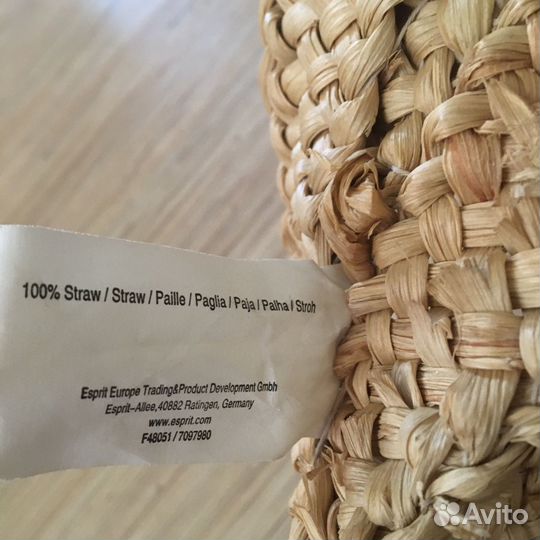 100% Straw / Straw / Paille / Paglia / Paja / Palha / Stroh
Esprit Europe Trading&Product Development Gmbh
Esprit-Allee,40882 Ratingen, Germany
www.esprit.com
F48051 / 7097980
Avito